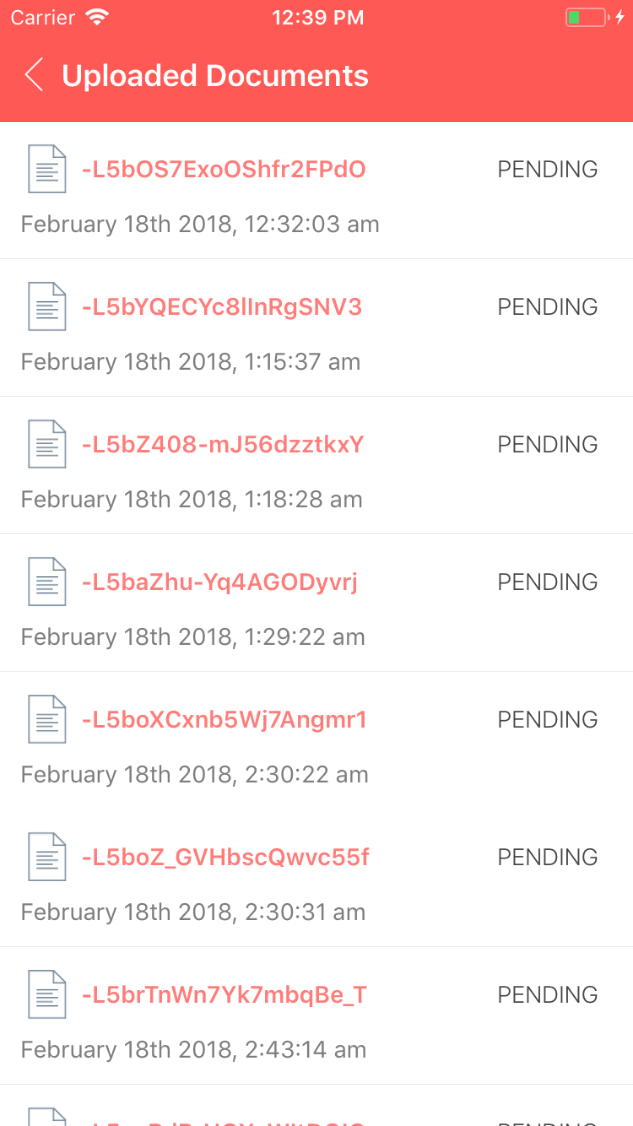 Carrier 12:39 PM
Uploaded Documents
-L5bOS7ExoOShfr2FPdO PENDING
February 18th 2018, 12:32:03 am
-L5bYQECYc8lInRgSNV3 PENDING
February 18th 2018, 1:15:37 am
-L5bZ408-mJ56dzztkxY PENDING
February 18th 2018, 1:18:28 am
-L5baZhu-Yq4AGODyvrj PENDING
February 18th 2018, 1:29:22 am
-L5boXCxnb5Wj7Angmr1 PENDING
February 18th 2018, 2:30:22 am
-L5boZ_GVHbscQwvc55f PENDING
February 18th 2018, 2:30:31 am
-L5brTnWn7Yk7mbqBe_T PENDING
February 18th 2018, 2:43:14 am
PENDING